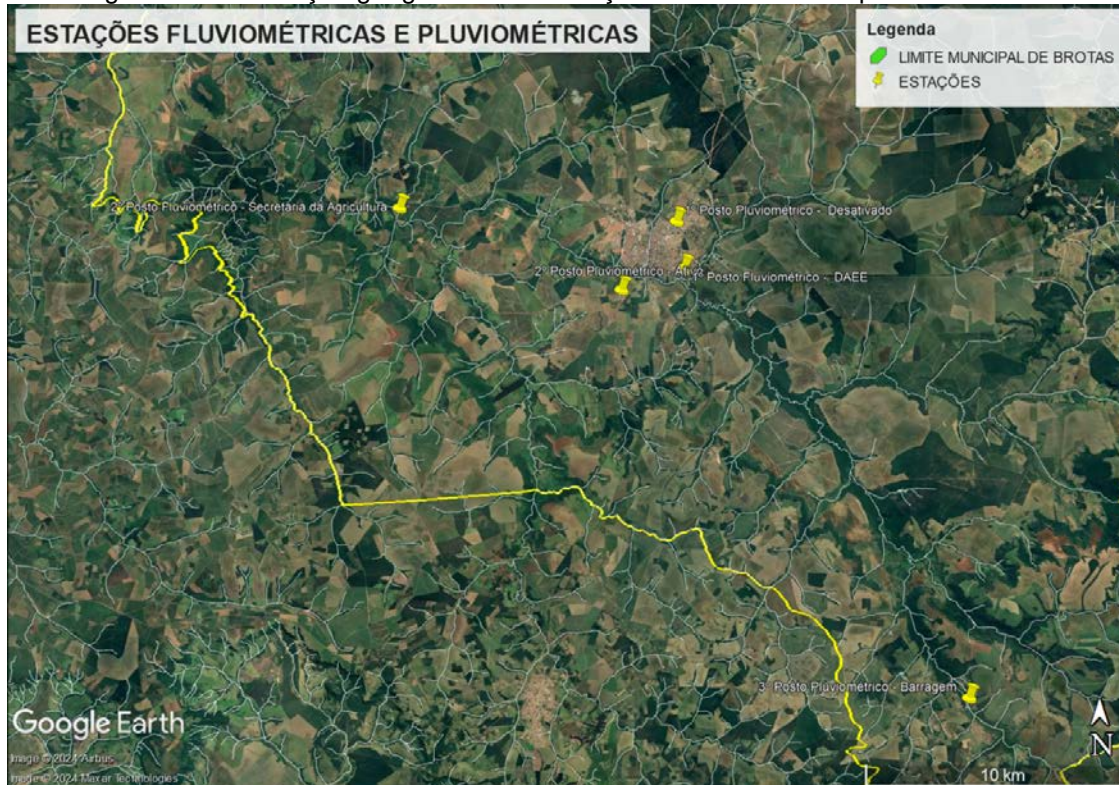 ESTAÇÕES FLUVIOMÉTRICAS E PLUVIOMÉTRICAS
Legenda
LIMITE MUNICIPAL DE BROTAS
ESTAÇÕES
2° Posto Fluviométrico - Secretaria da Agricultura
1° Posto Pluviométrico - Desativado
2° Posto Pluviométrico - Ativo
1° Posto Fluviométrico - DAEE
3° Posto Pluviométrico - Barragem
Google Earth
Image © 2024 Airbus
Image © 2024 Maxar Technologies
N
10 km